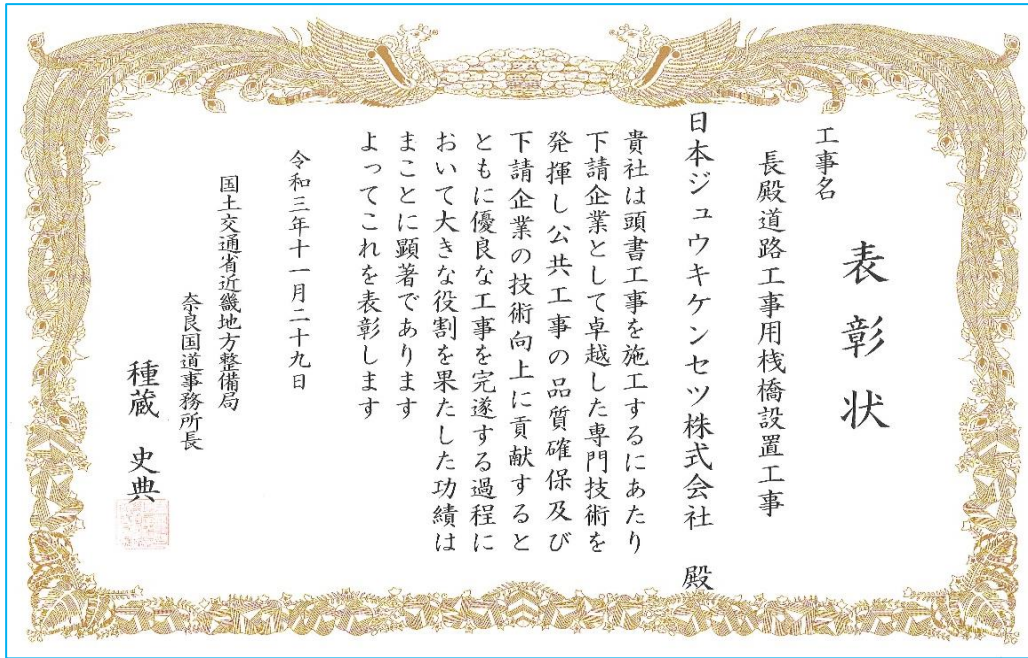 表彰状
工事名
長殿道路工事用桟橋設置工事
日本ジュウキケンセツ株式会社 殿
貴社は頭書工事を施工するにあたり
下請企業として卓越した専門技術を
発揮し公共工事の品質確保及び
下請企業の技術向上に貢献すると
ともに優良な工事を完遂する過程に
おいて大きな役割を果たした功績は
まことに顕著であります
よってこれを表彰します
令和三年十一月二十九日
国土交通省近畿地方整備局
奈良国道事務所長
種蔵 史典